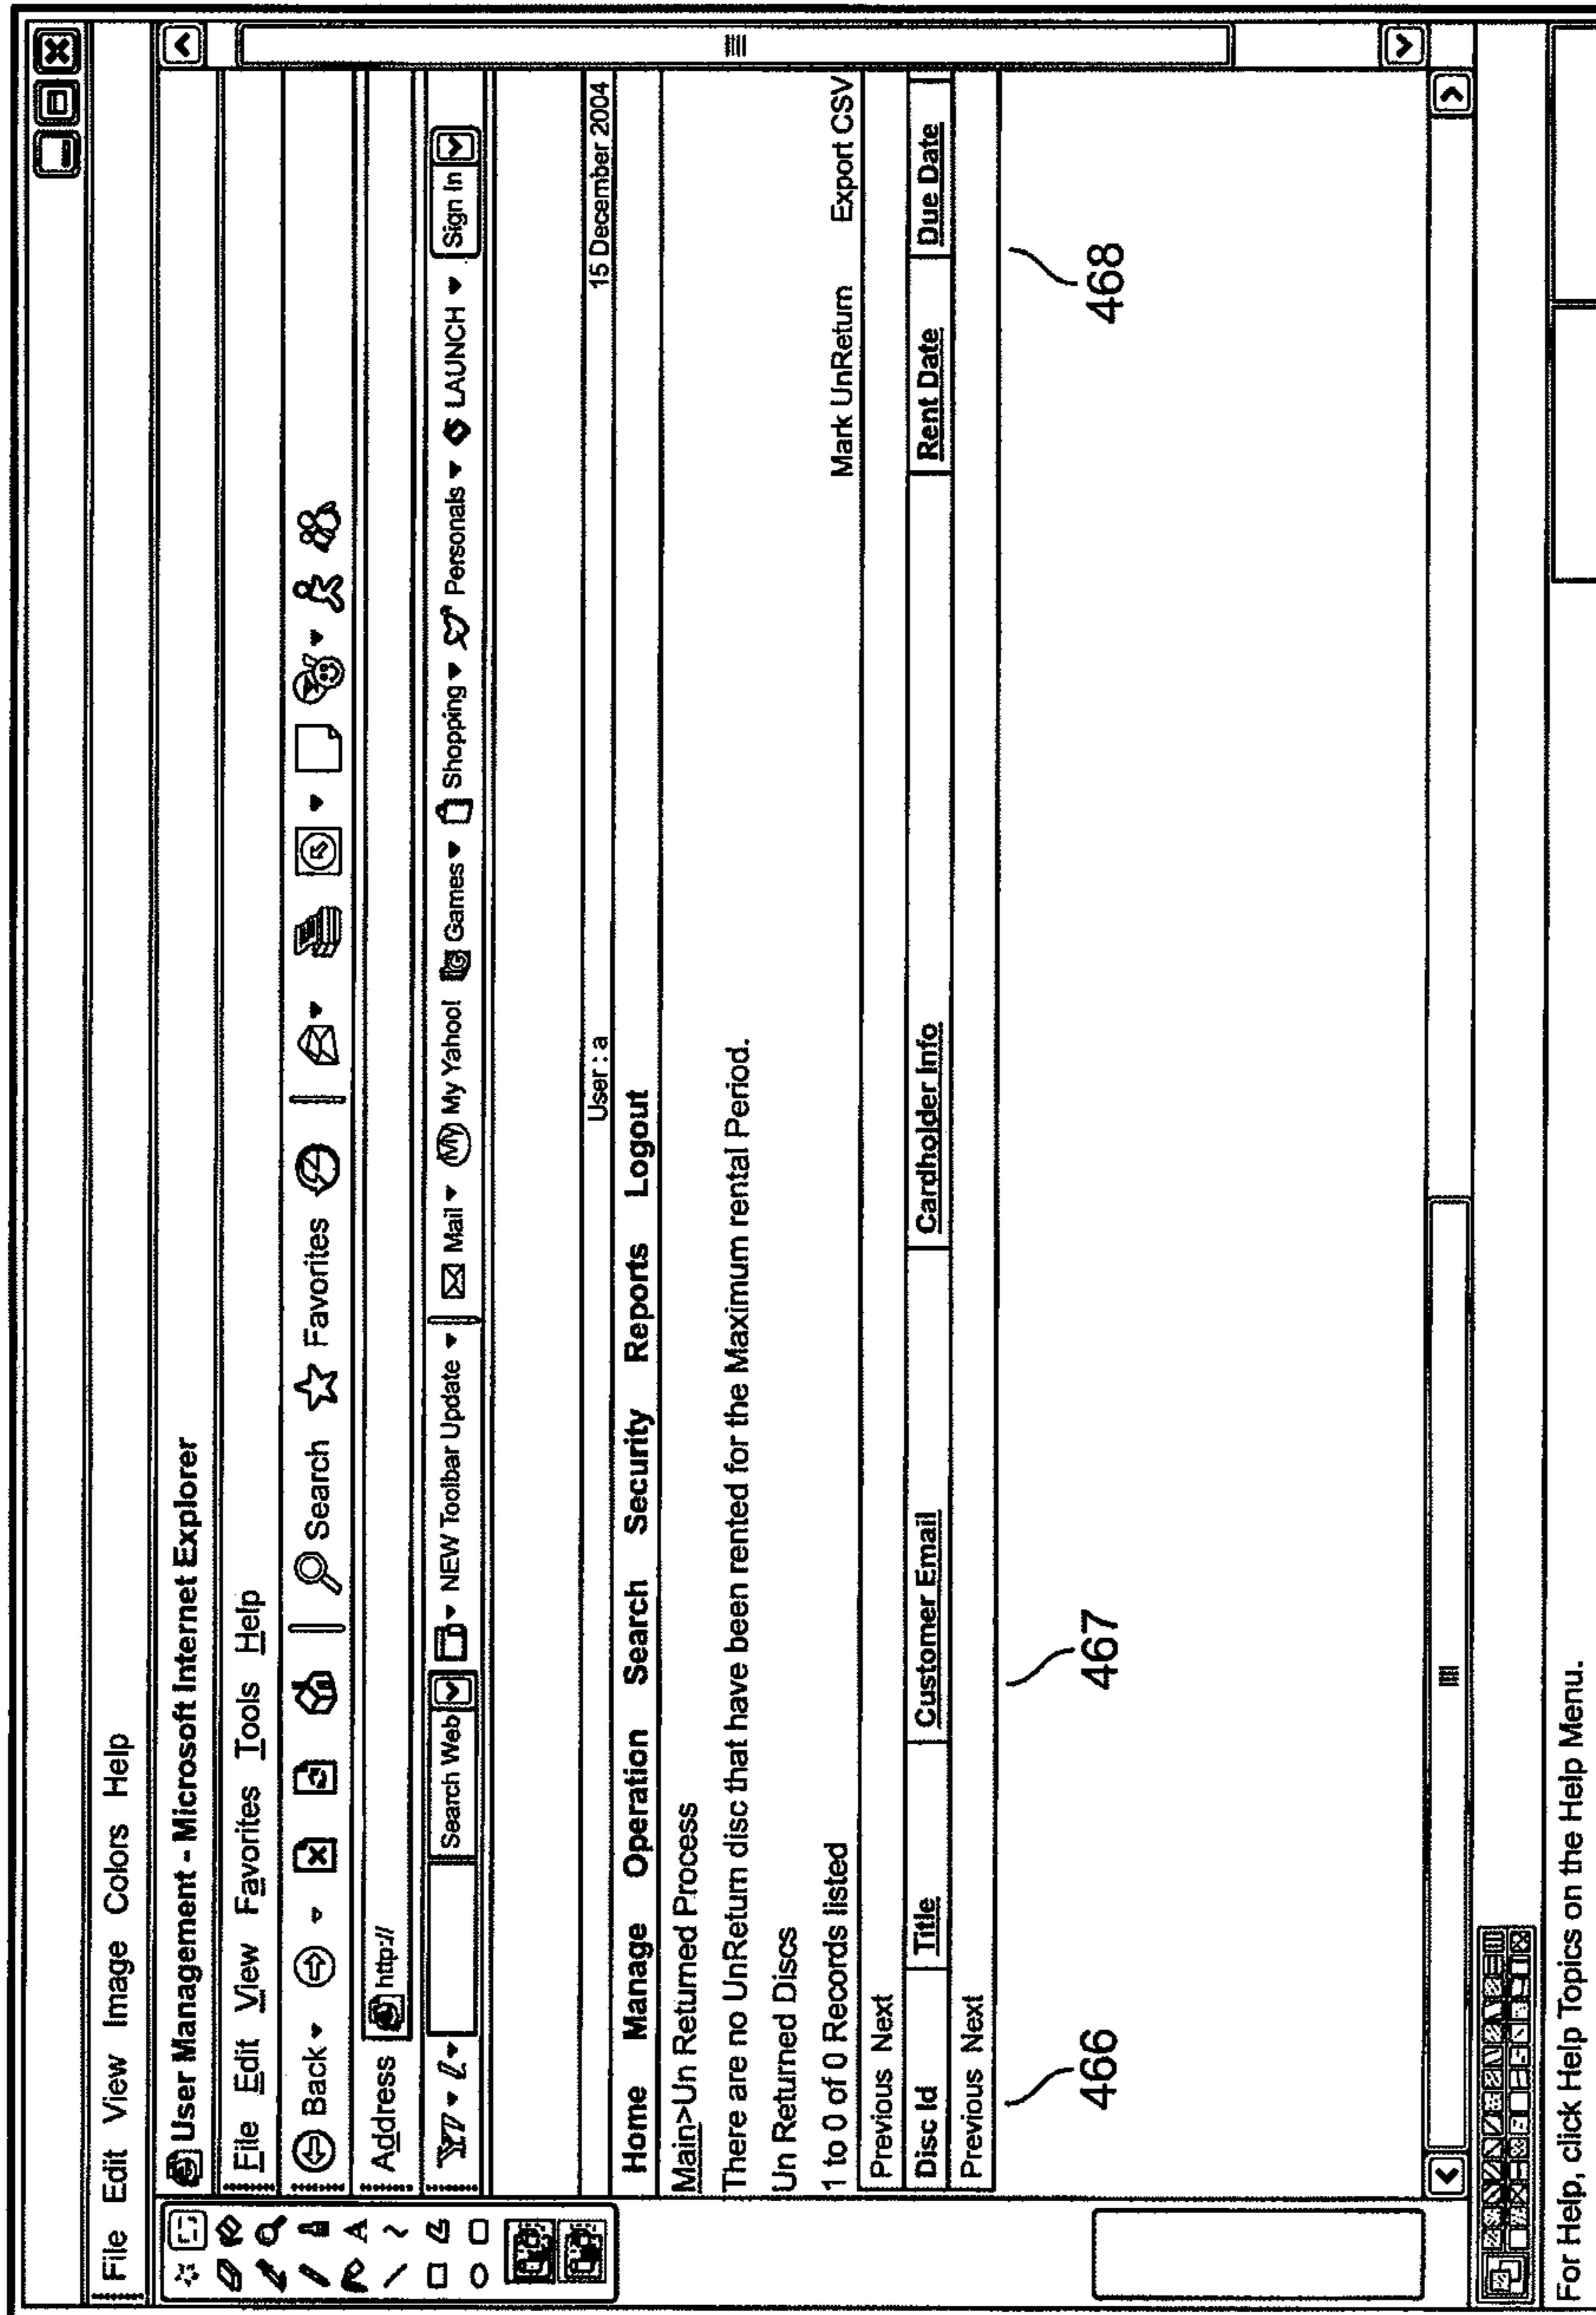 File Edit View Image Colors Help
User Management - Microsoft Internet Explorer
File Edit View Favorites Tools Help
Back Search Favorites
Address http://
Search Web NEW Toolbar Update Mail My Yahoo! Games Shopping Personals LAUNCH Sign In
User : a 15 December 2004
Home Manage Operation Search Security Reports Logout
Main>Un Returned Process
There are no UnReturn disc that have been rented for the Maximum rental Period.
Un Returned Discs
1 to 0 of 0 Records listed Mark UnReturn Export CSV
Previous Next
Disc Id Title Customer Email Cardholder Info Rent Date Due Date
Previous Next
466 467 468
For Help, click Help Topics on the Help Menu.